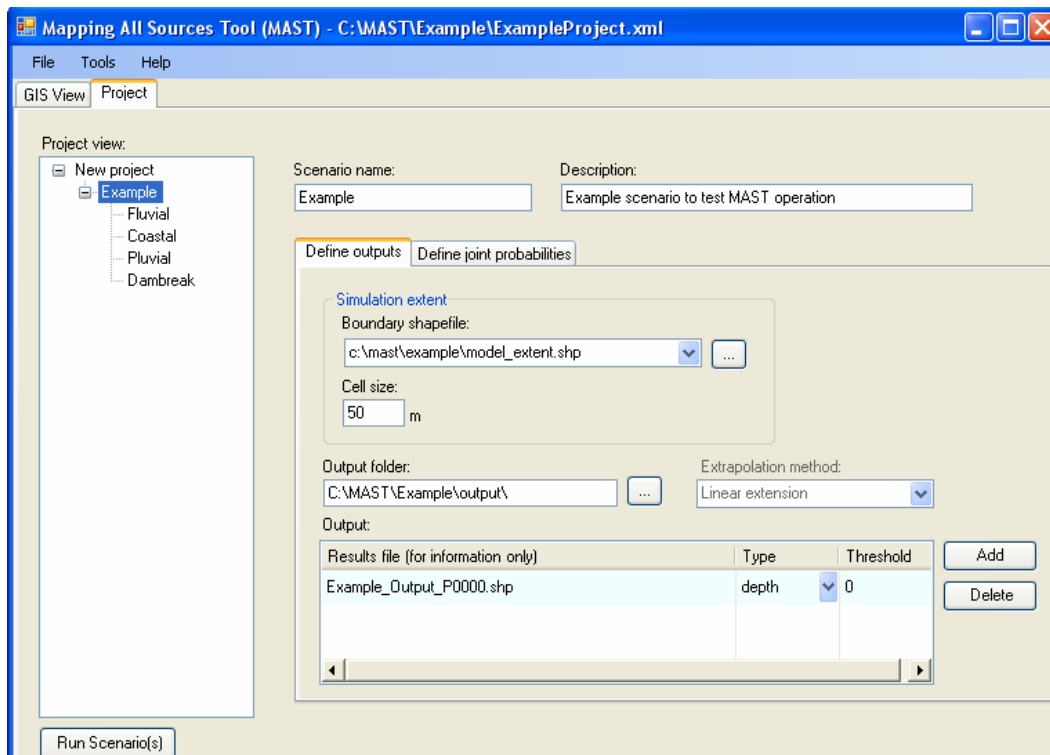 Mapping All Sources Tool (MAST) - C:\MAST\Example\ExampleProject.xml
File Tools Help
GIS View Project
Project view:
New project
Example
Fluvial
Coastal
Pluvial
Dambreak
Scenario name:
Example
Description:
Example scenario to test MAST operation
Define outputs Define joint probabilities
Simulation extent
Boundary shapefile:
c:\mast\example\model_extent.shp ...
Cell size:
50 m
Output folder:
C:\MAST\Example\output\ ...
Extrapolation method:
Linear extension
Output:
Results file (for information only) Type Threshold
Example_Output_P0000.shp depth 0
Add
Delete
Run Scenario(s)